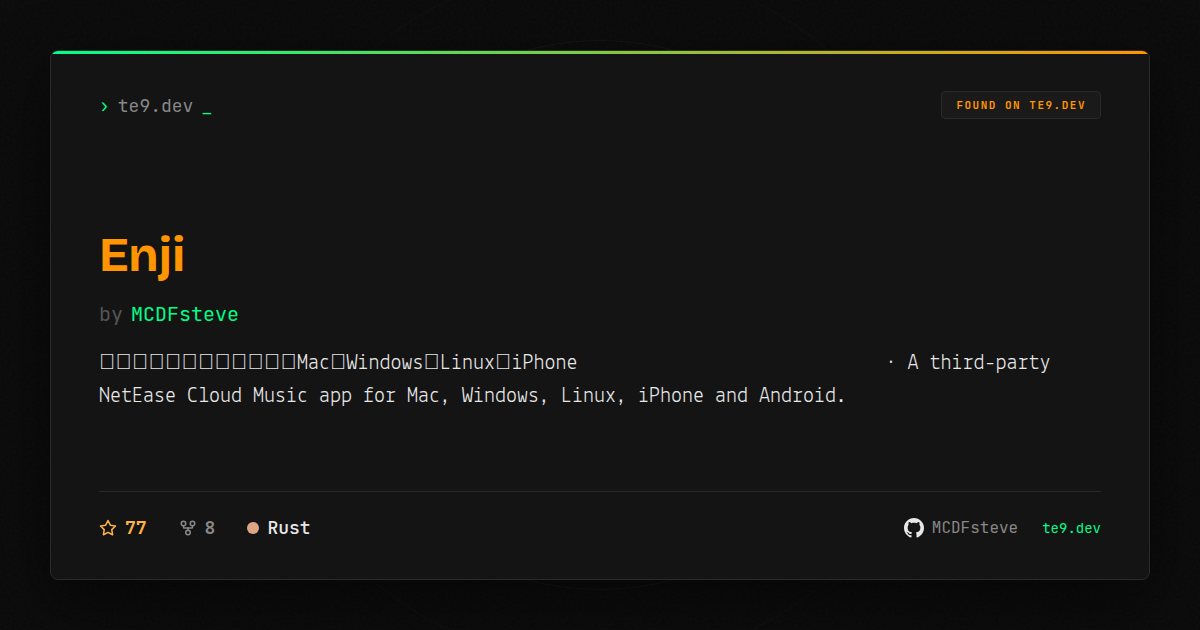 › te9.dev _
FOUND ON TE9.DEV
Enji
by MCDFsteve
□□□□□□□□□□□□Mac□Windows□Linux□iPhone · A third-party
NetEase Cloud Music app for Mac, Windows, Linux, iPhone and Android.
77 8 Rust
MCDFsteve te9.dev